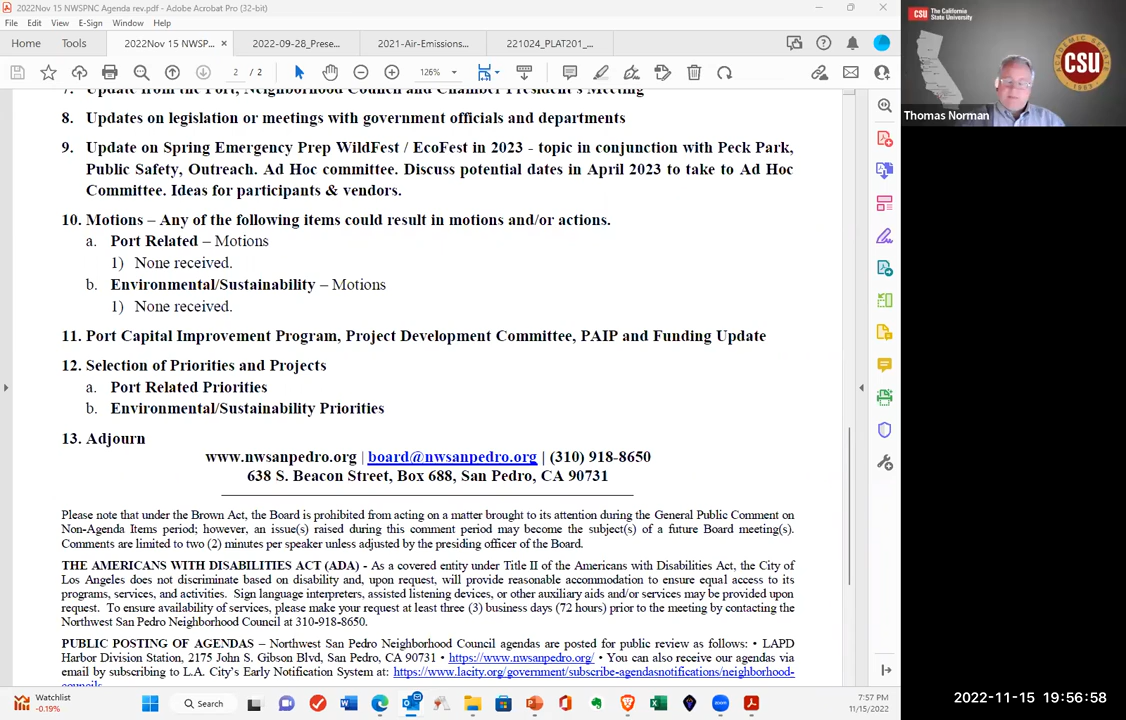 2022Nov 15 NWSPNC Agenda rev.pdf - Adobe Acrobat Pro (32-bit)
File Edit View E-Sign Window Help
Home Tools 2022Nov 15 NWSP... × 2022-09-28_Prese... 2021-Air-Emissions... 221024_PLAT201_...
2 / 2 126%
7. Update from the Port, Neighborhood Council and Chamber President's Meeting
8. Updates on legislation or meetings with government officials and departments
9. Update on Spring Emergency Prep WildFest / EcoFest in 2023 - topic in conjunction with Peck Park,
Public Safety, Outreach. Ad Hoc committee. Discuss potential dates in April 2023 to take to Ad Hoc
Committee. Ideas for participants & vendors.
10. Motions – Any of the following items could result in motions and/or actions.
a. Port Related – Motions
1) None received.
b. Environmental/Sustainability – Motions
1) None received.
11. Port Capital Improvement Program, Project Development Committee, PAIP and Funding Update
12. Selection of Priorities and Projects
a. Port Related Priorities
b. Environmental/Sustainability Priorities
13. Adjourn
www.nwsanpedro.org | board@nwsanpedro.org | (310) 918-8650
638 S. Beacon Street, Box 688, San Pedro, CA 90731
Please note that under the Brown Act, the Board is prohibited from acting on a matter brought to its attention during the General Public Comment on
Non-Agenda Items period; however, an issue(s) raised during this comment period may become the subject(s) of a future Board meeting(s).
Comments are limited to two (2) minutes per speaker unless adjusted by the presiding officer of the Board.
THE AMERICANS WITH DISABILITIES ACT (ADA) - As a covered entity under Title II of the Americans with Disabilities Act, the City of
Los Angeles does not discriminate based on disability and, upon request, will provide reasonable accommodation to ensure equal access to its
programs, services, and activities. Sign language interpreters, assisted listening devices, or other auxiliary aids and/or services may be provided upon
request. To ensure availability of services, please make your request at least three (3) business days (72 hours) prior to the meeting by contacting the
Northwest San Pedro Neighborhood Council at 310-918-8650.
PUBLIC POSTING OF AGENDAS – Northwest San Pedro Neighborhood Council agendas are posted for public review as follows: • LAPD
Harbor Division Station, 2175 John S. Gibson Blvd, San Pedro, CA 90731 • https://www.nwsanpedro.org/ • You can also receive our agendas via
email by subscribing to L.A. City's Early Notification System at: https://www.lacity.org/government/subscribe-agendasnotifications/neighborhood-
councils
CSU The California
State University
CSU
Thomas Norman
Watchlist
-0.19%
Search
7:57 PM
11/15/2022
2022-11-15 19:56:58